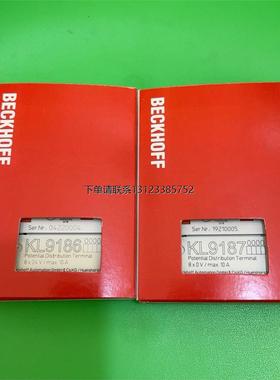 BECKHOFF
Ser Nr.: 04220004
KL9186
Potential Distribution Terminal
8 x 24 V / max. 10 A
BECKHOFF
Ser Nr.: 19210005
KL9187
Potential Distribution Terminal
8 x 0 V / max. 10 A
下单请联系13123385752